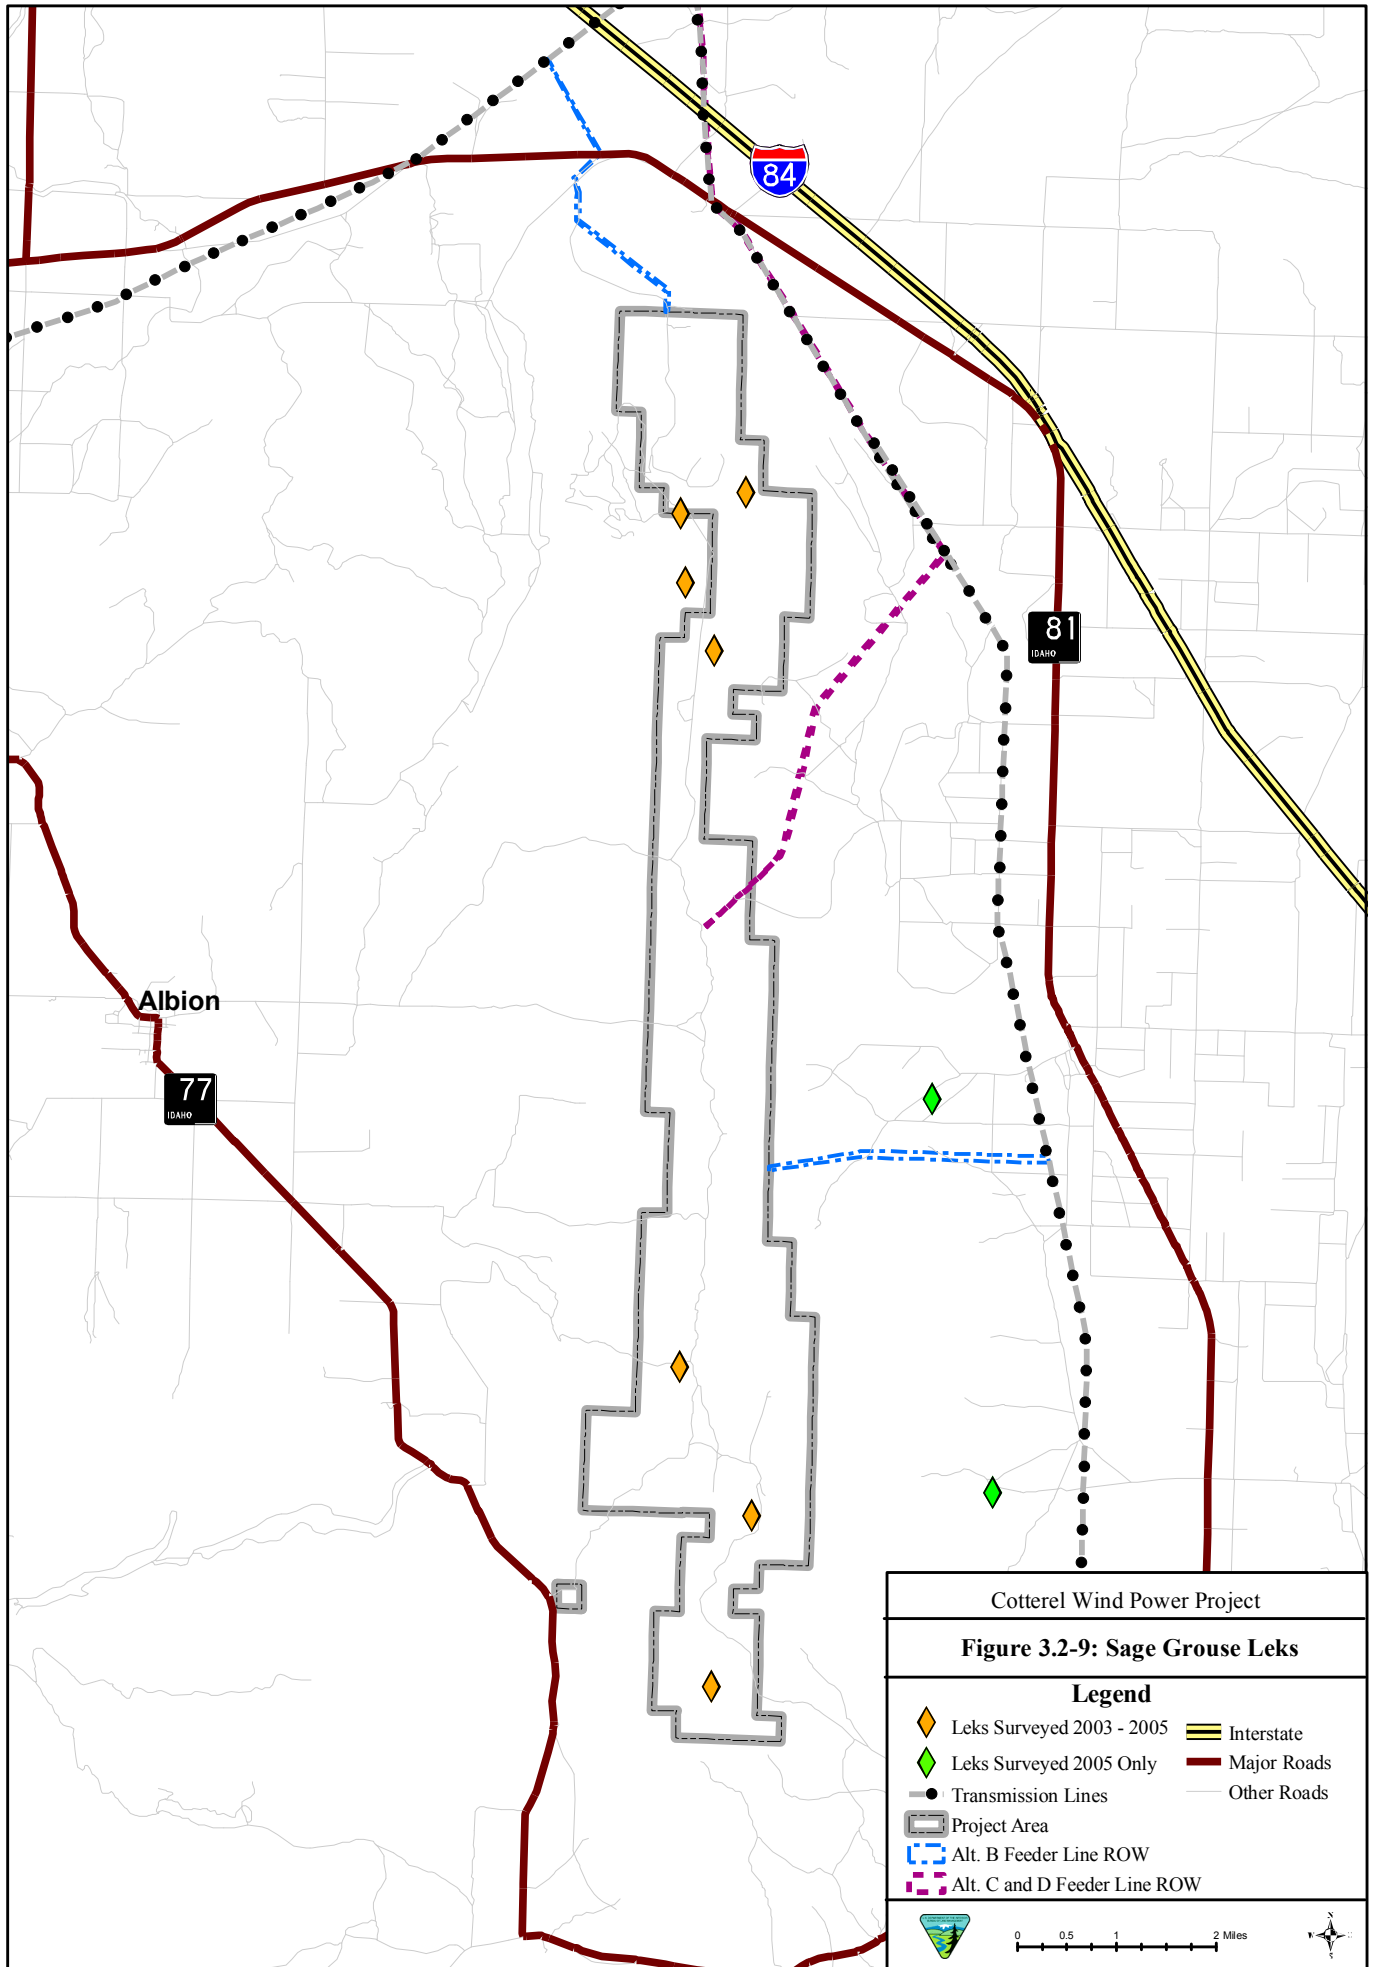 84
81
IDAHO
Albion
77
IDAHO
Cotterel Wind Power Project
Figure 3.2-9: Sage Grouse Leks
Legend
Leks Surveyed 2003 - 2005
Interstate
Leks Surveyed 2005 Only
Major Roads
Transmission Lines
Other Roads
Project Area
Alt. B Feeder Line ROW
Alt. C and D Feeder Line ROW
0 0.5 1 2 Miles
N
W
S